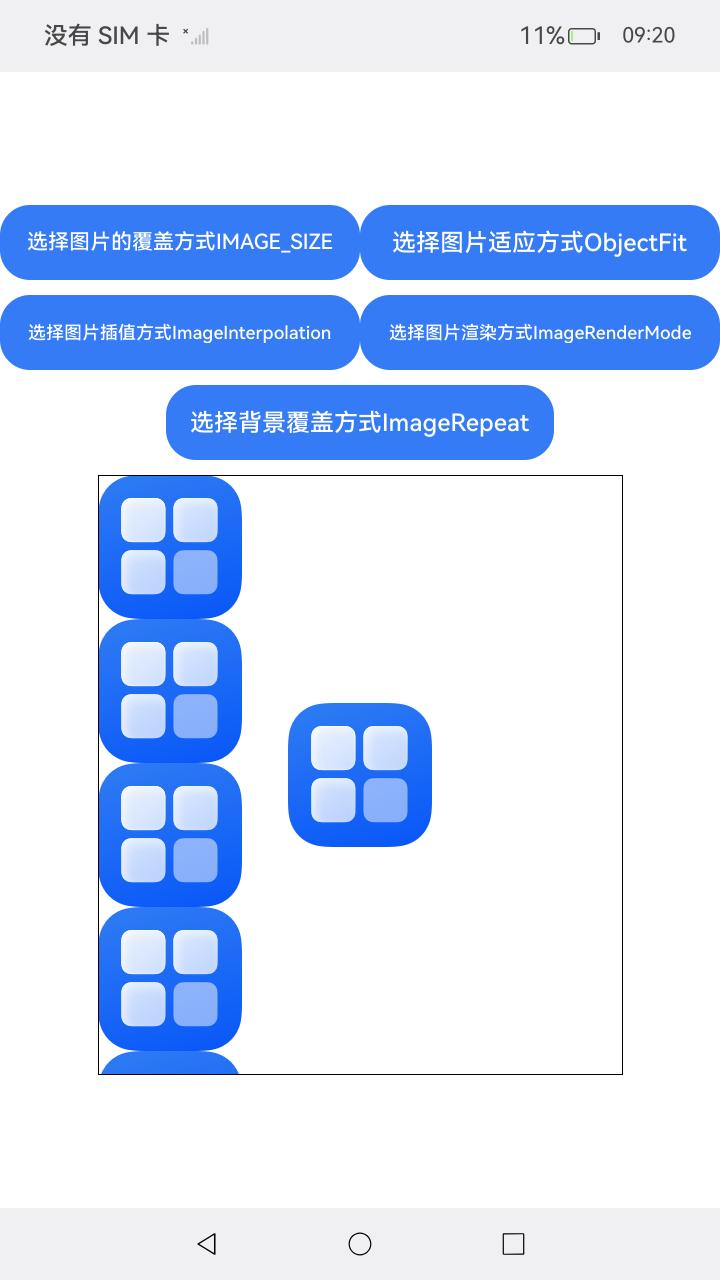 没有 SIM 卡
11%
09:20
选择图片的覆盖方式IMAGE_SIZE
选择图片适应方式ObjectFit
选择图片插值方式ImageInterpolation
选择图片渲染方式ImageRenderMode
选择背景覆盖方式ImageRepeat